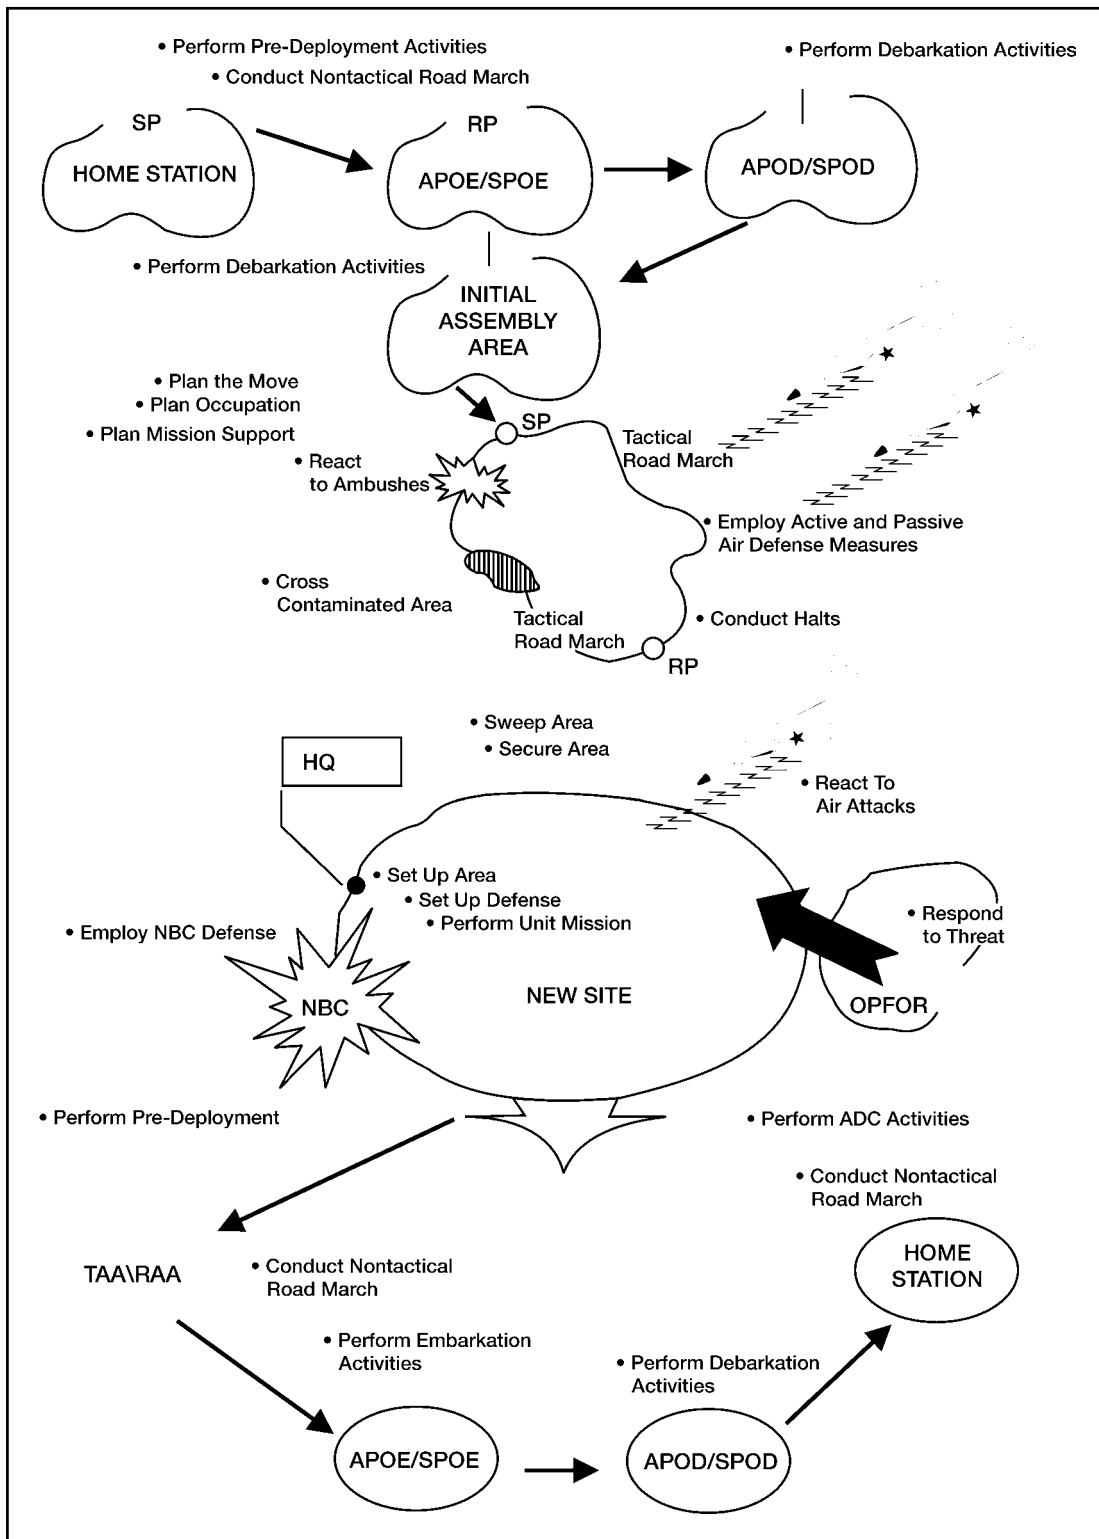 • Perform Pre-Deployment Activities
• Conduct Nontactical Road March
• Perform Debarkation Activities
SP
HOME STATION
RP
APOE/SPOE
APOD/SPOD
• Perform Debarkation Activities
INITIAL
ASSEMBLY
AREA
• Plan the Move
• Plan Occupation
• Plan Mission Support
SP
Tactical
Road March
• React
to Ambushes
• Employ Active and Passive
Air Defense Measures
• Cross
Contaminated Area
Tactical
Road March
• Conduct Halts
RP
• Sweep Area
• Secure Area
HQ
• React To
Air Attacks
• Set Up Area
• Set Up Defense
• Perform Unit Mission
• Employ NBC Defense
• Respond
to Threat
NBC
NEW SITE
OPFOR
• Perform Pre-Deployment
• Perform ADC Activities
• Conduct Nontactical
Road March
HOME
STATION
TAA\RAA
• Conduct Nontactical
Road March
• Perform Embarkation
Activities
• Perform Debarkation
Activities
APOE/SPOE
APOD/SPOD